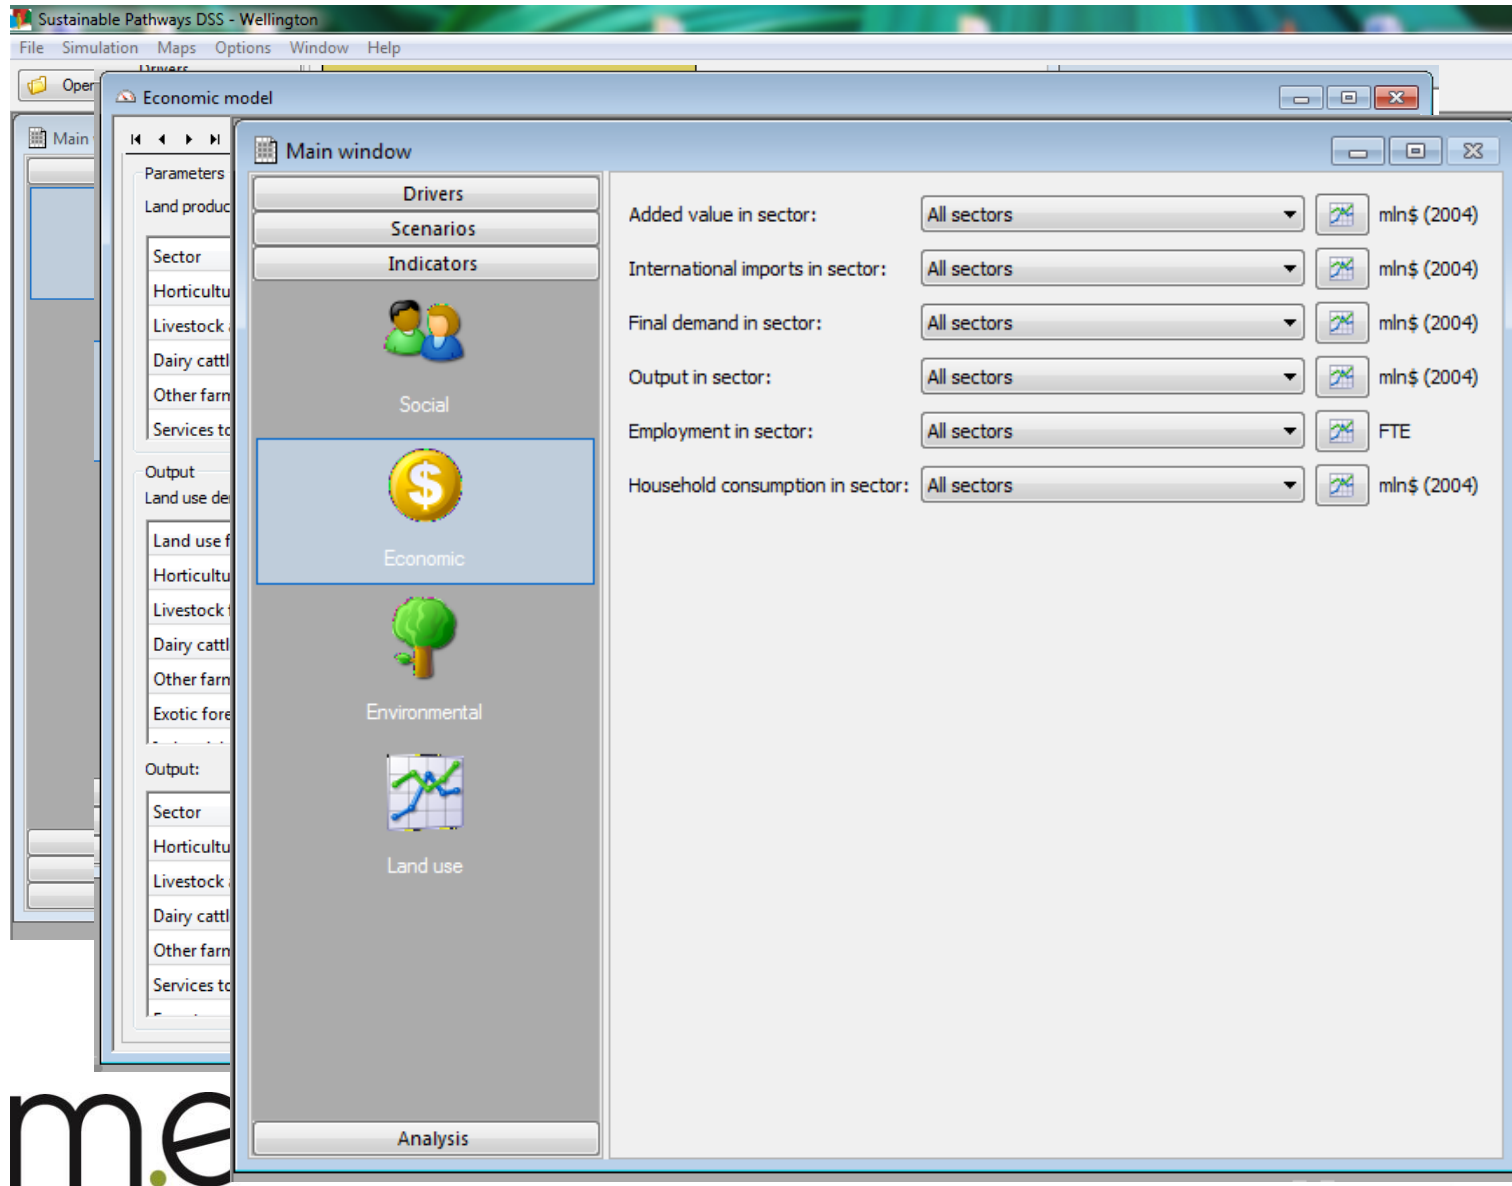 Sustainable Pathways DSS - Wellington
File Simulation Maps Options Window Help
Drivers
Economic model
Main
Parameters
Sector
Output
Output:
Sector
Main window
Drivers
Scenarios
Indicators
Social
Economic
Environmental
Land use
Analysis
Added value in sector: All sectors mln$ (2004)
International imports in sector: All sectors mln$ (2004)
Final demand in sector: All sectors mln$ (2004)
Output in sector: All sectors mln$ (2004)
Employment in sector: All sectors FTE
Household consumption in sector: All sectors mln$ (2004)
m.e